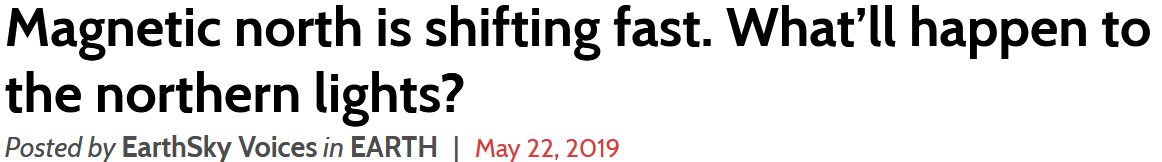 Magnetic north is shifting fast. What’ll happen to
the northern lights?
Posted by EarthSky Voices in EARTH | May 22, 2019